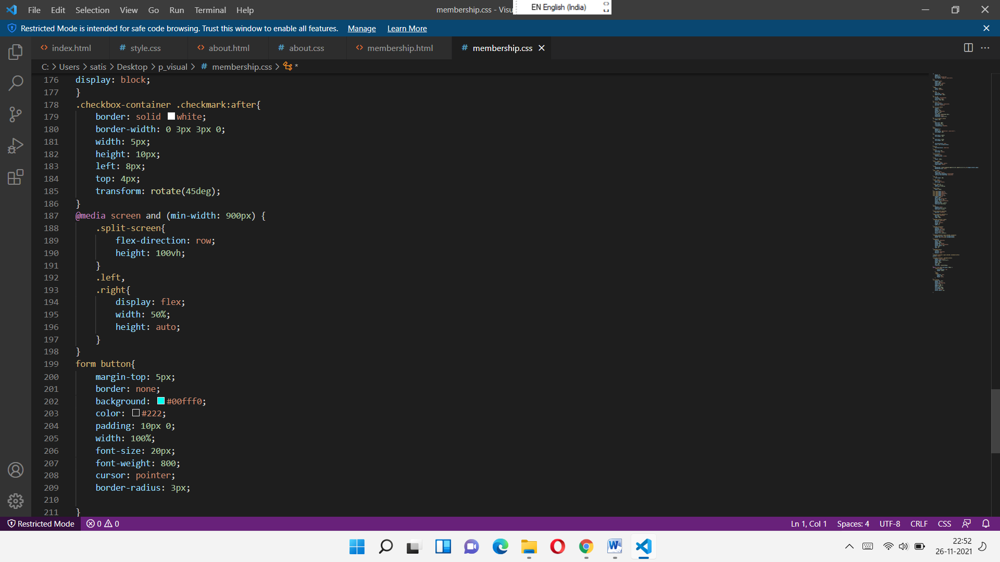 File Edit Selection View Go Run Terminal Help
membership.css - Visu
EN English (India)
Restricted Mode is intended for safe code browsing. Trust this window to enable all features. Manage Learn More
index.html # style.css about.html # about.css membership.html # membership.css
C: > Users > satis > Desktop > p_visual > # membership.css > *
176 display: block;
177 }
178 .checkbox-container .checkmark:after{
179 border: solid white;
180 border-width: 0 3px 3px 0;
181 width: 5px;
182 height: 10px;
183 left: 8px;
184 top: 4px;
185 transform: rotate(45deg);
186 }
187 @media screen and (min-width: 900px) {
188 .split-screen{
189 flex-direction: row;
190 height: 100vh;
191 }
192 .left,
193 .right{
194 display: flex;
195 width: 50%;
196 height: auto;
197 }
198 }
199 form button{
200 margin-top: 5px;
201 border: none;
202 background: #00fff0;
203 color: #222;
204 padding: 10px 0;
205 width: 100%;
206 font-size: 20px;
207 font-weight: 800;
208 cursor: pointer;
209 border-radius: 3px;
210
211 }
Restricted Mode 0 0 Ln 1, Col 1 Spaces: 4 UTF-8 CRLF CSS
22:52
26-11-2021